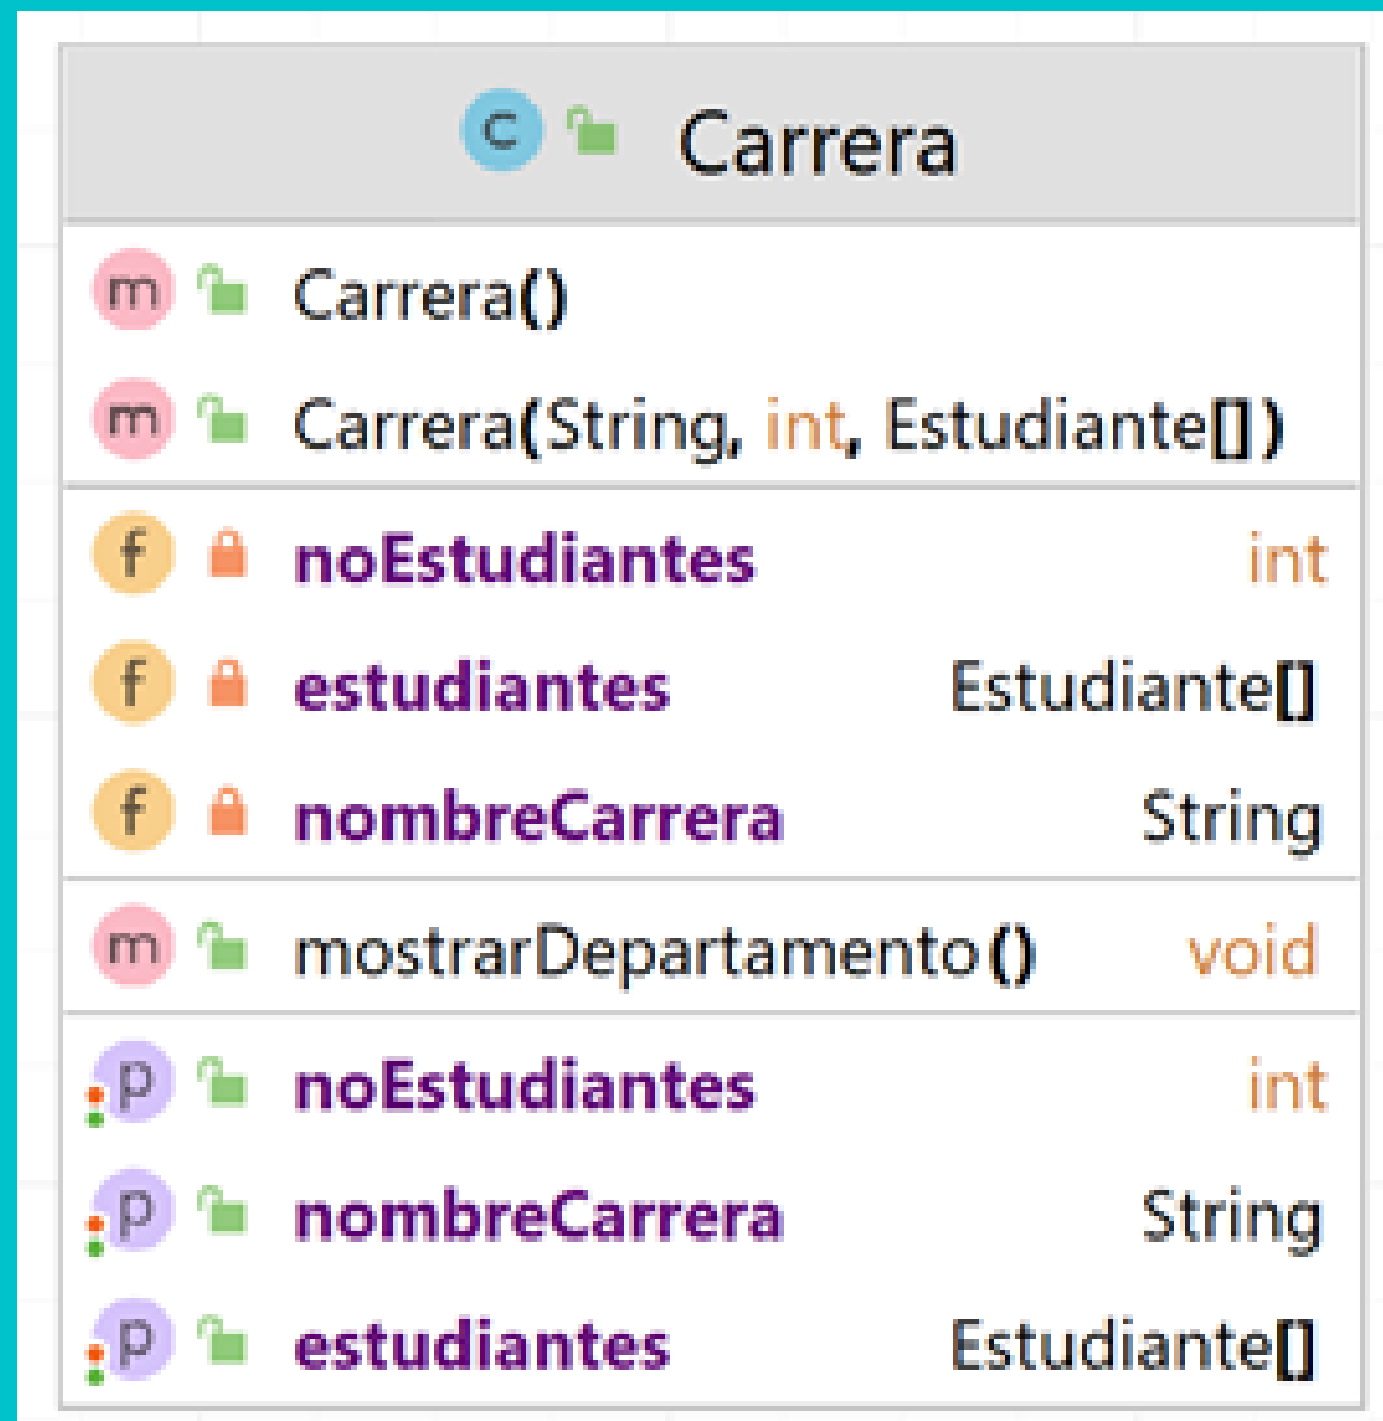 c Carrera
m Carrera()
m Carrera(String, int, Estudiante[])
f noEstudiantes int
f estudiantes Estudiante[]
f nombreCarrera String
m mostrarDepartamento() void
p noEstudiantes int
p nombreCarrera String
p estudiantes Estudiante[]